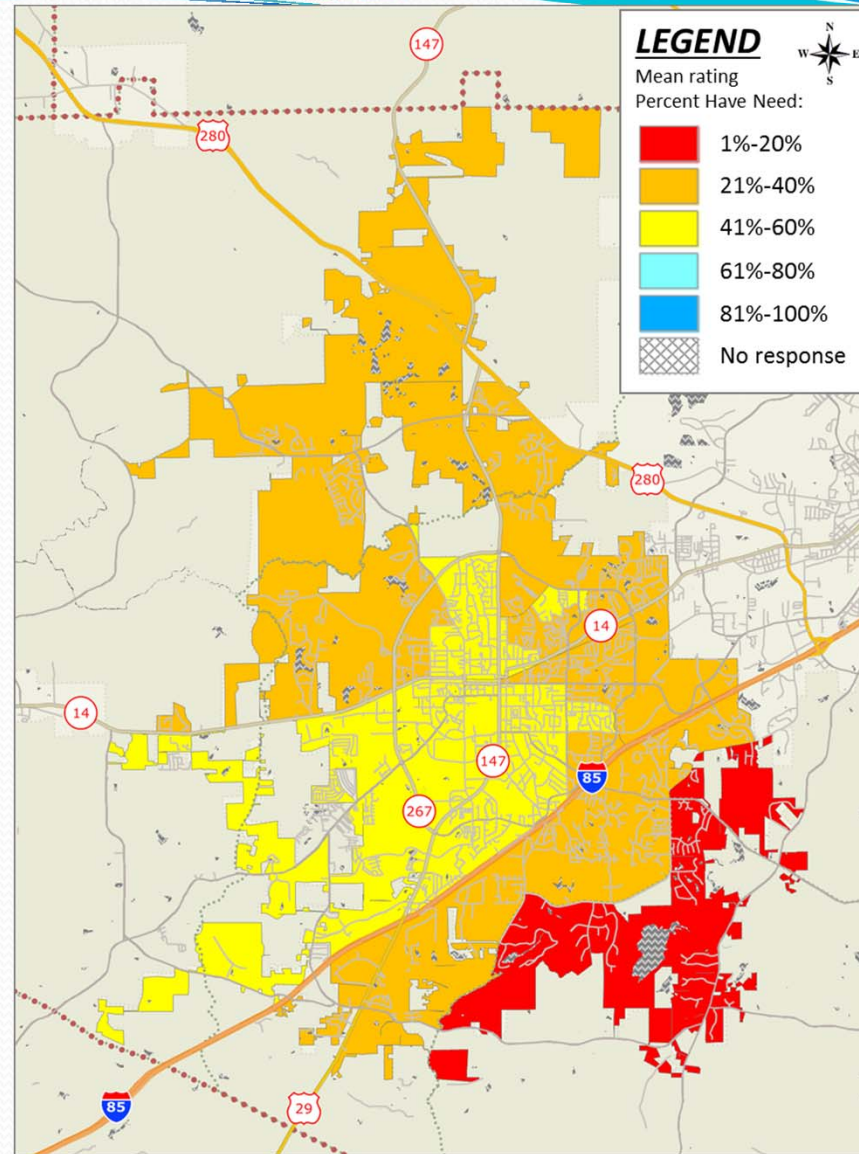 147
LEGEND
N
W E
S
Mean rating
Percent Have Need:
1%-20%
21%-40%
41%-60%
61%-80%
81%-100%
No response
280
280
14
14
147
85
267
85
29